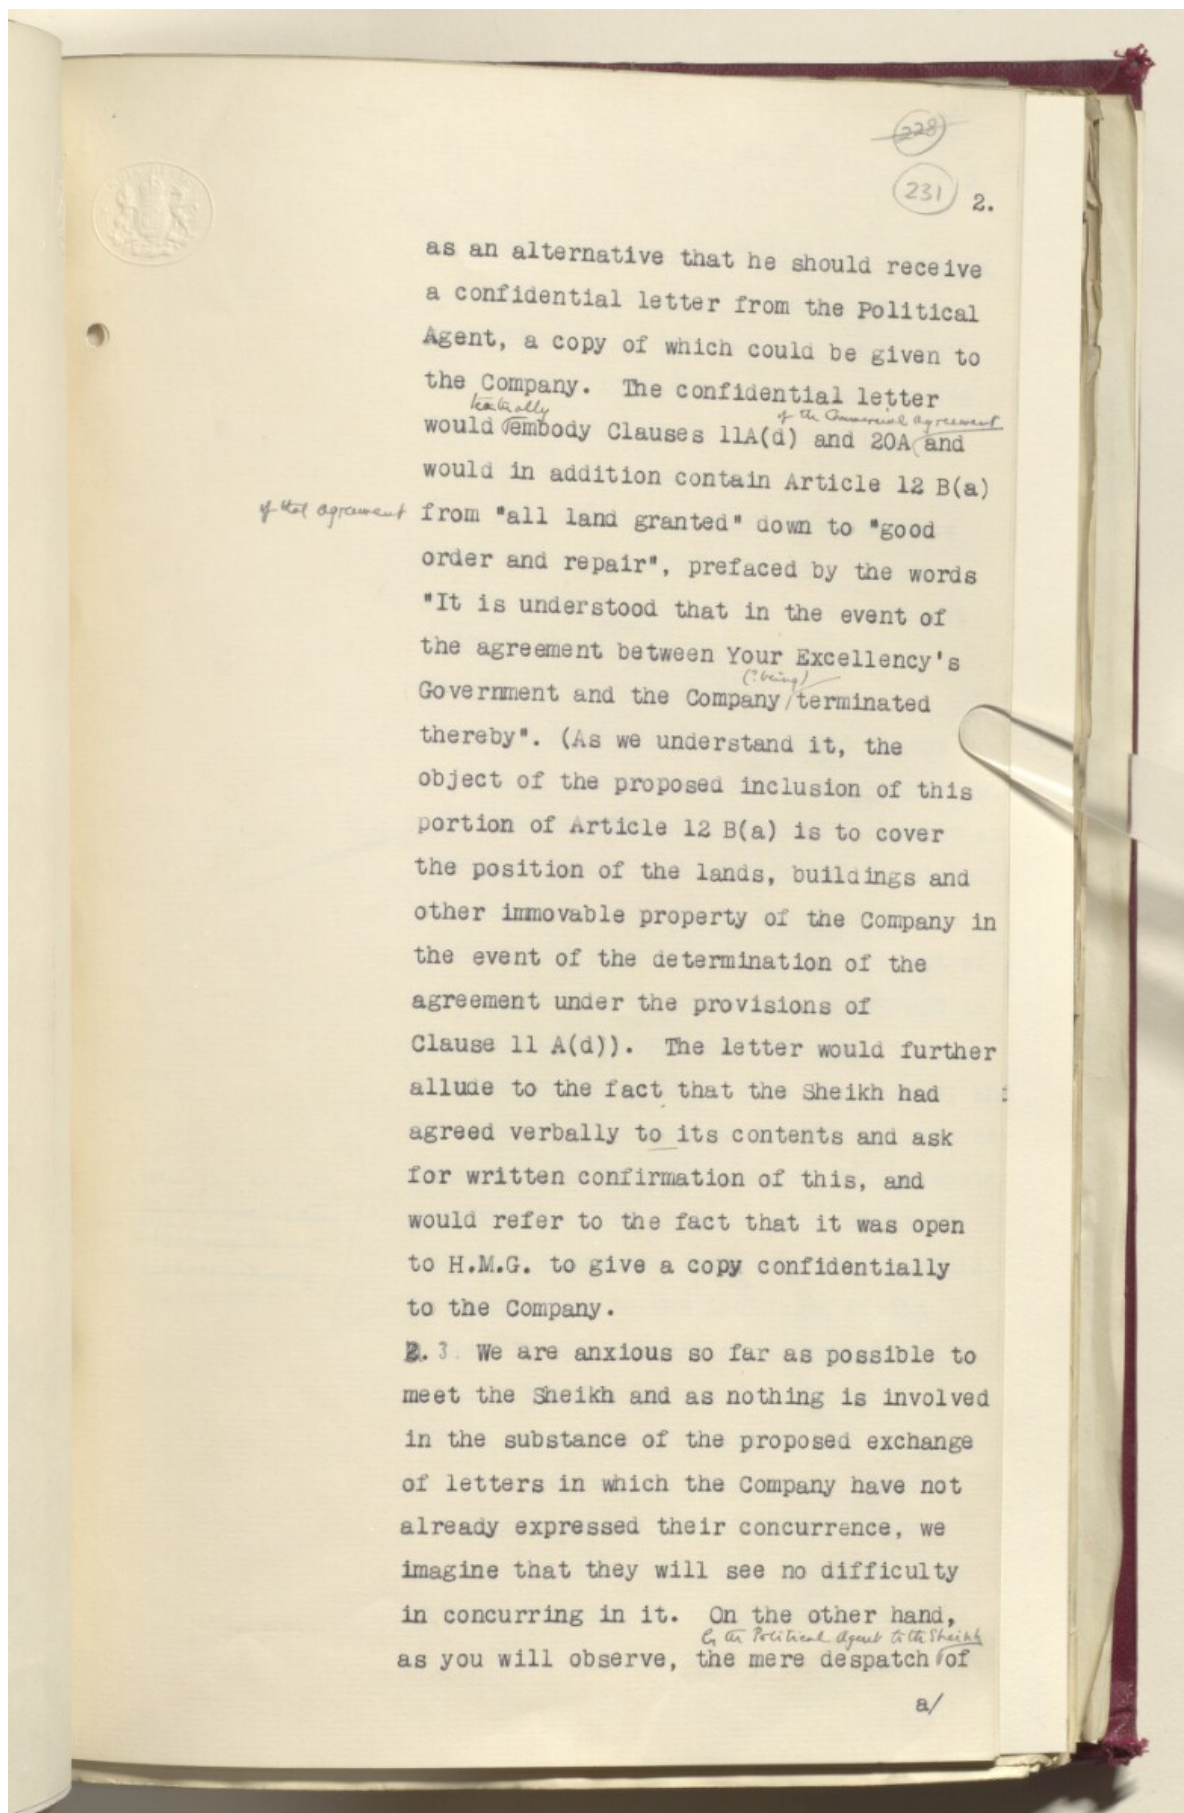 228
231
2.
as an alternative that he should receive
a confidential letter from the Political
Agent, a copy of which could be given to
the Company. The confidential letter
textually
of the Commercial agreement
would embody Clauses 11A(d) and 20A and
would in addition contain Article 12 B(a)
of that agreement
from "all land granted" down to "good
order and repair", prefaced by the words
"It is understood that in the event of
the agreement between Your Excellency's
(?being)
Government and the Company/terminated
thereby". (As we understand it, the
object of the proposed inclusion of this
portion of Article 12 B(a) is to cover
the position of the lands, buildings and
other immovable property of the Company in
the event of the determination of the
agreement under the provisions of
Clause 11 A(d)). The letter would further
allude to the fact that the Sheikh had
agreed verbally to its contents and ask
for written confirmation of this, and
would refer to the fact that it was open
to H.M.G. to give a copy confidentially
to the Company.
2. 3. We are anxious so far as possible to
meet the Sheikh and as nothing is involved
in the substance of the proposed exchange
of letters in which the Company have not
already expressed their concurrence, we
imagine that they will see no difficulty
in concurring in it. On the other hand,
by the Political Agent to the Sheikh
as you will observe, the mere despatch of
a/